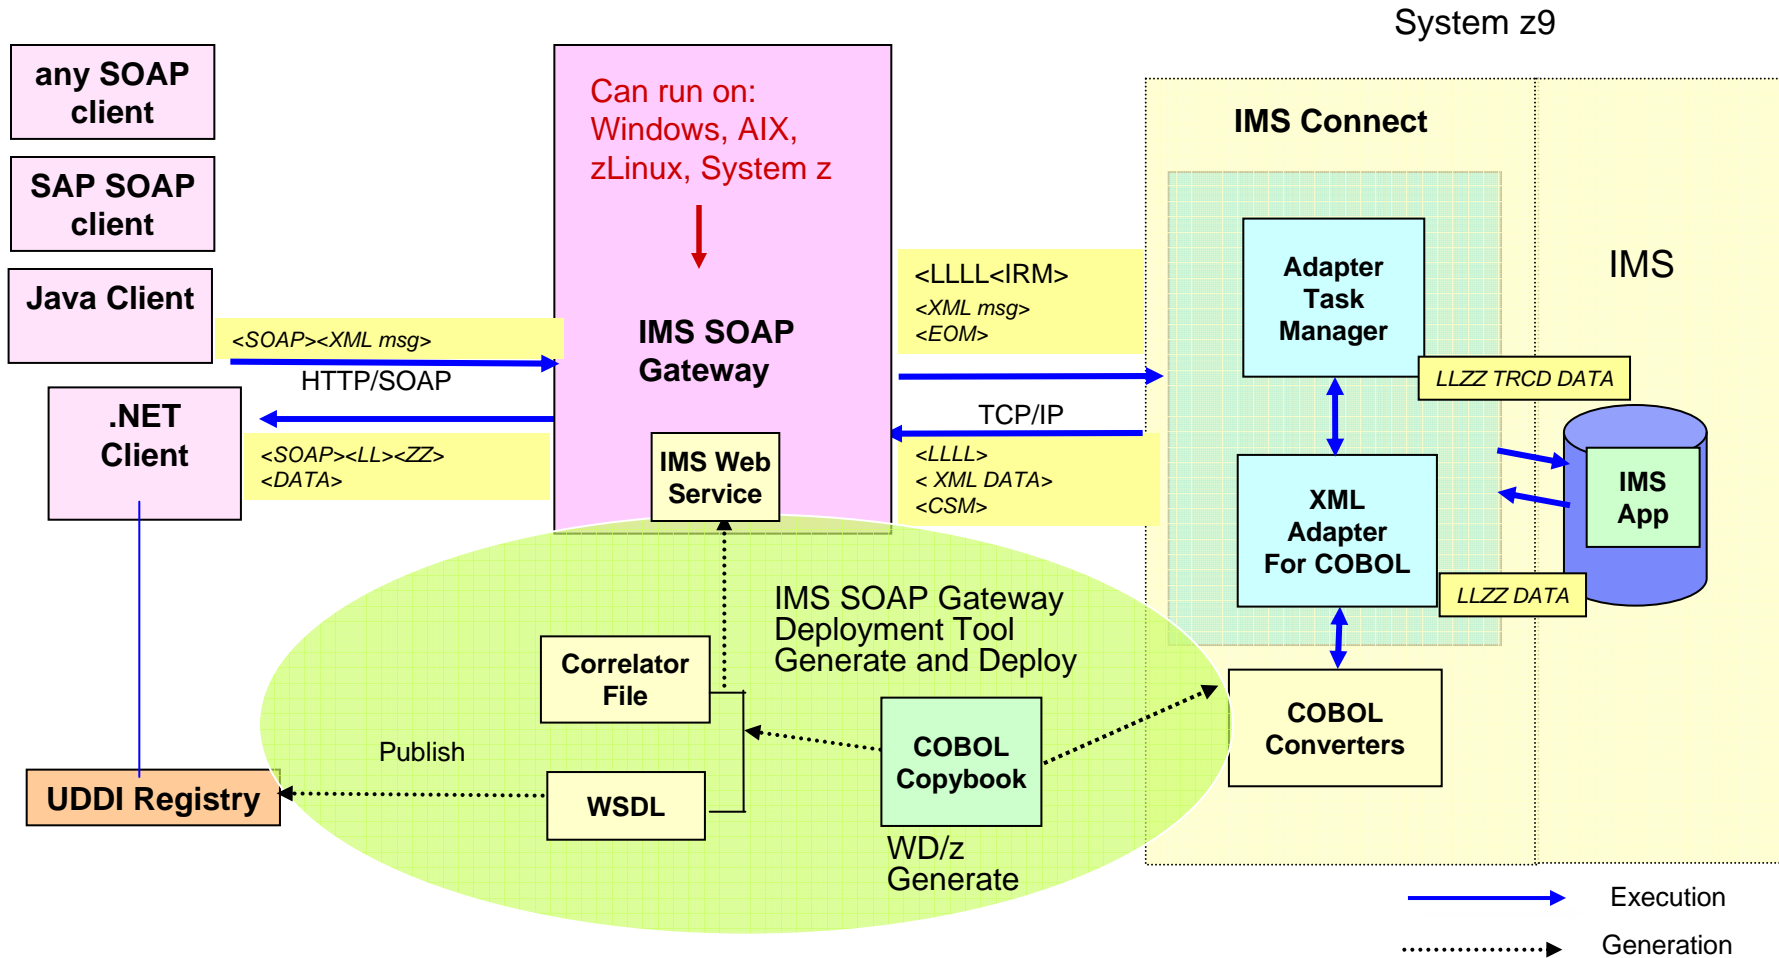 System z9
any SOAP
client
SAP SOAP
client
Java Client
.NET
Client
UDDI Registry
<SOAP><XML msg>
HTTP/SOAP
<SOAP><LL><ZZ>
<DATA>
Can run on:
Windows, AIX,
zLinux, System z
IMS SOAP
Gateway
IMS Web
Service
<LLLL<IRM>
<XML msg>
<EOM>
TCP/IP
<LLLL>
< XML DATA>
<CSM>
IMS Connect
Adapter
Task
Manager
LLZZ TRCD DATA
XML
Adapter
For COBOL
LLZZ DATA
COBOL
Converters
IMS
IMS
App
IMS SOAP Gateway
Deployment Tool
Generate and Deploy
Correlator
File
Publish
WSDL
COBOL
Copybook
WD/z
Generate
Execution
Generation